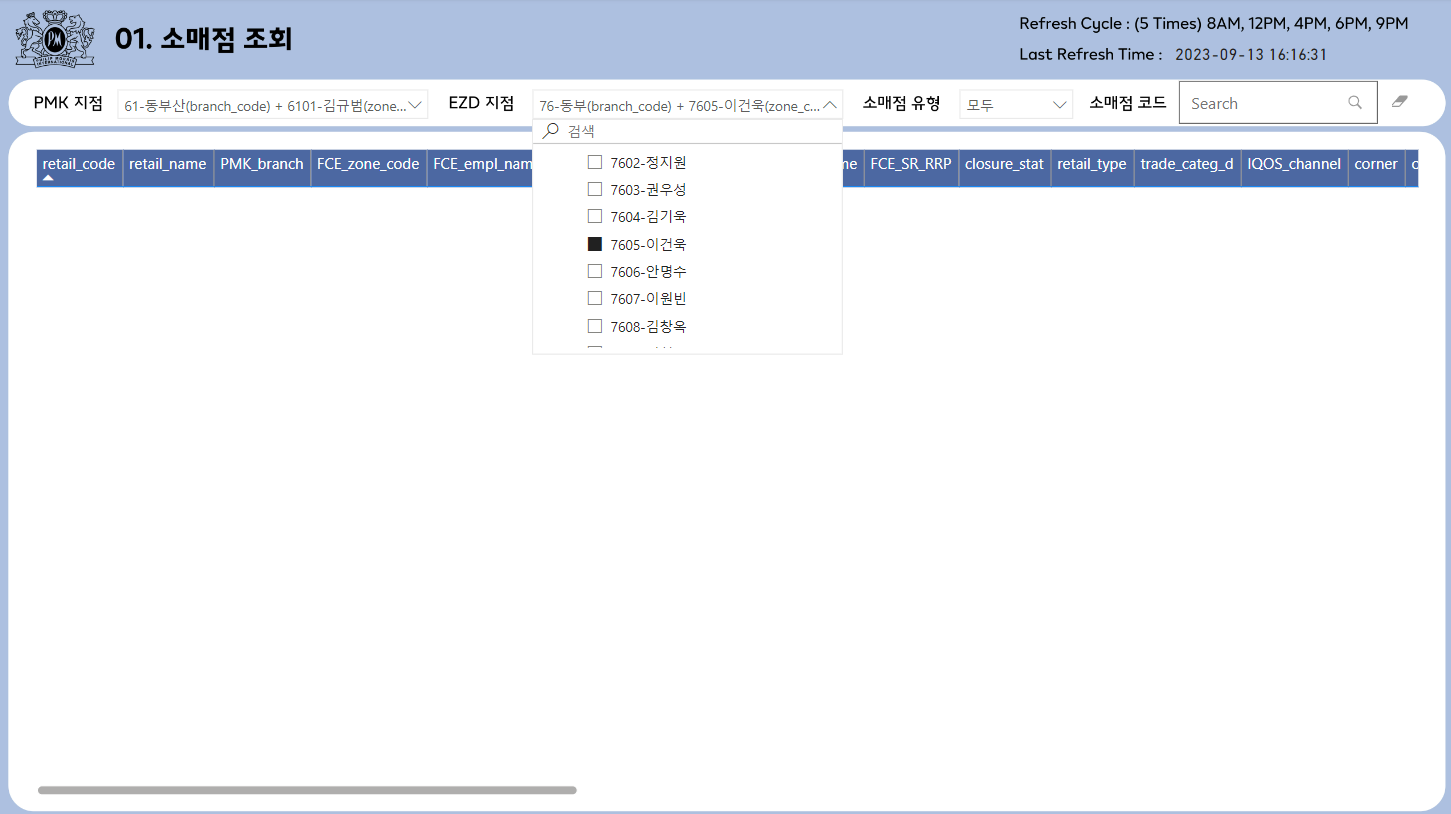 01. 소매점 조회
Refresh Cycle : (5 Times) 8AM, 12PM, 4PM, 6PM, 9PM
Last Refresh Time : 2023-09-13 16:16:31
PMK 지점 61-동부산(branch_code) + 6101-김규범(zone... EZD 지점 76-동부(branch_code) + 7605-이건욱(zone_c... 소매점 유형 모두 소매점 코드 Search
검색
retail_code retail_name PMK_branch FCE_zone_code FCE_empl_nam me FCE_SR_RRP closure_stat retail_type trade_categ_d IQOS_channel corner c
7602-정지원
7603-권우성
7604-김기욱
7605-이건욱
7606-안명수
7607-이원빈
7608-김창욱